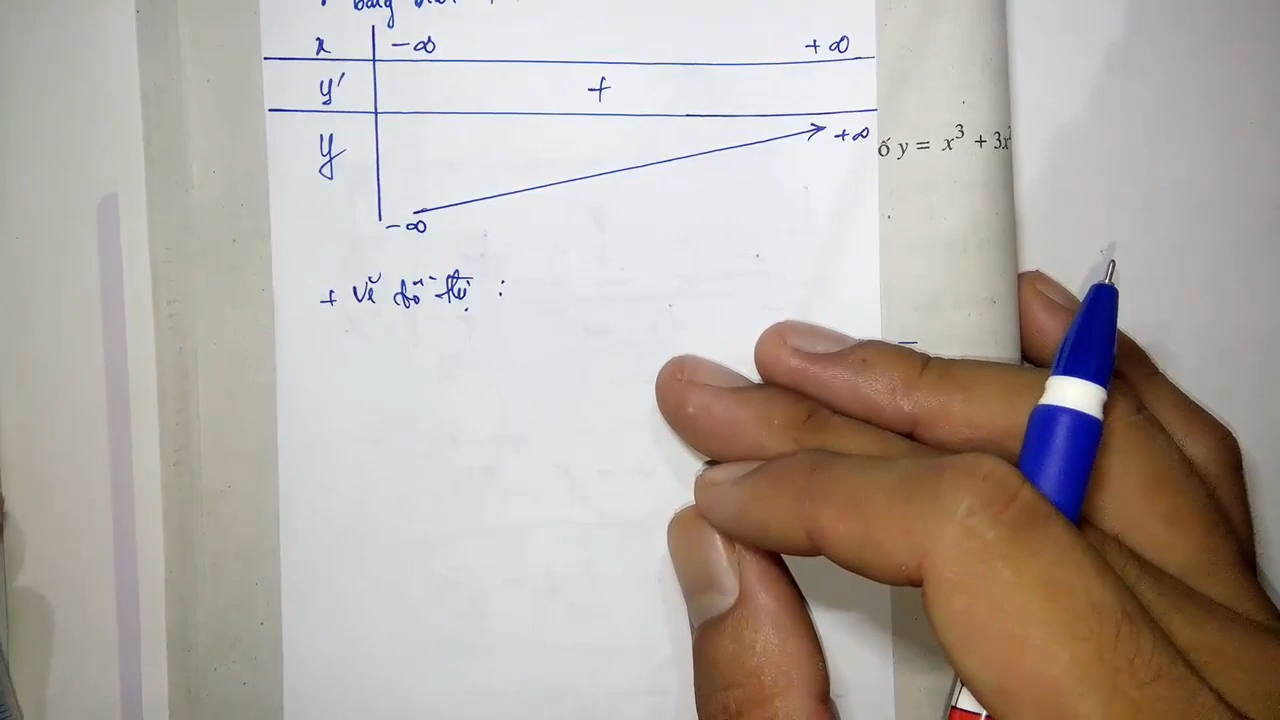 x −∞ +∞
y' +
y −∞ +∞
ố y = x³ + 3x
+ Vẽ đồ thị :